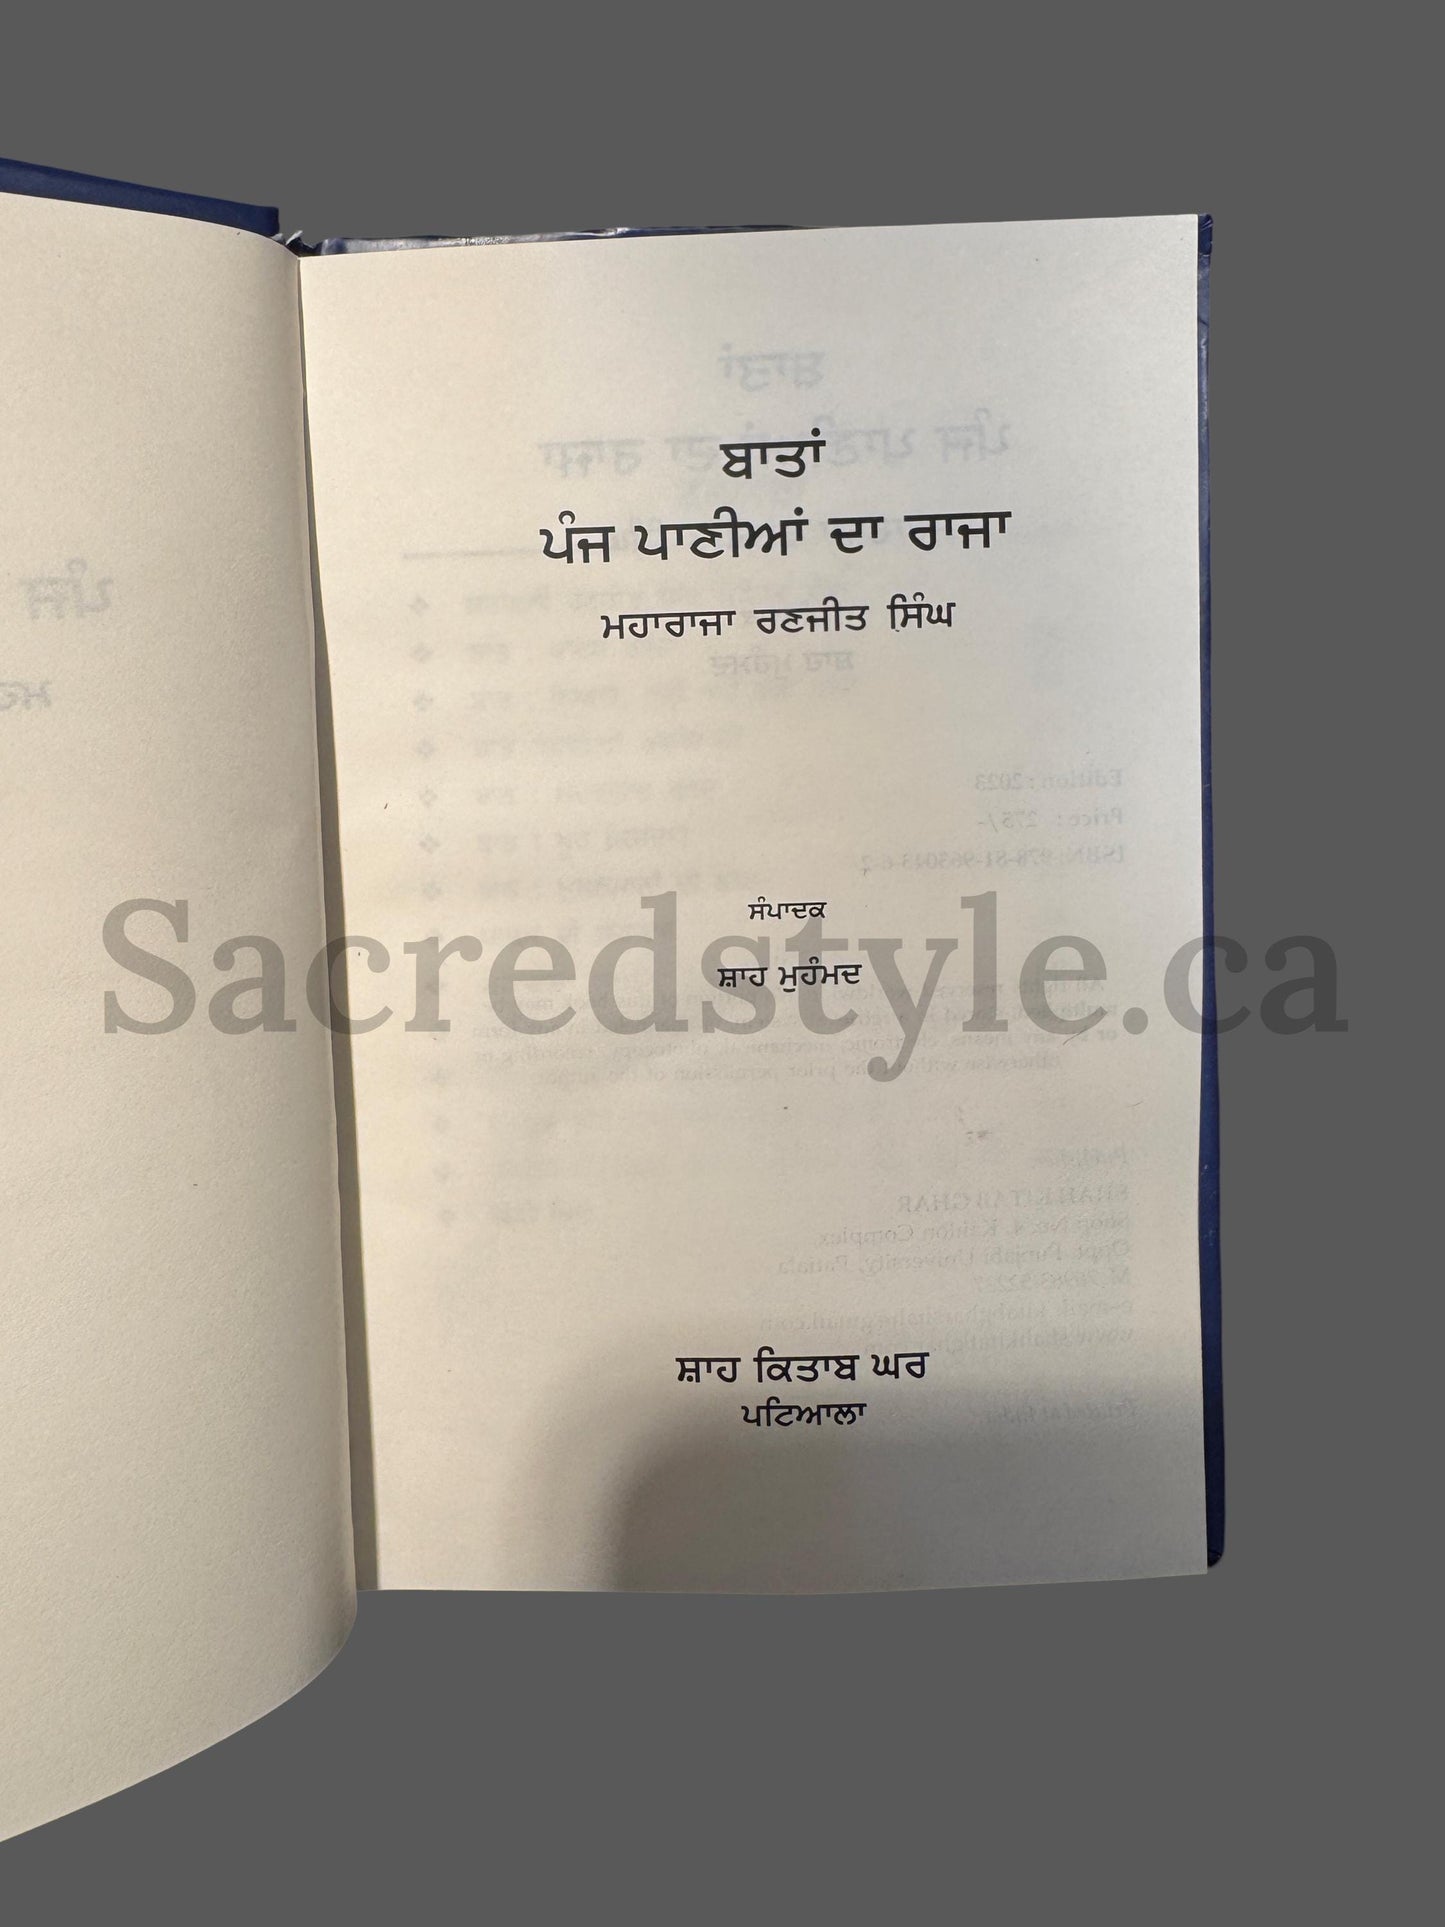 ਬਾਤਾਂ
ਪੰਜ ਪਾਣੀਆਂ ਦਾ ਰਾਜਾ
ਮਹਾਰਾਜਾ ਰਣਜੀਤ ਸਿੰਘ
ਸੰਪਾਦਕ
ਸ਼ਾਹ ਮੁਹੰਮਦ
Sacredstyle.ca
ਸ਼ਾਹ ਕਿਤਾਬ ਘਰ
ਪਟਿਆਲਾ